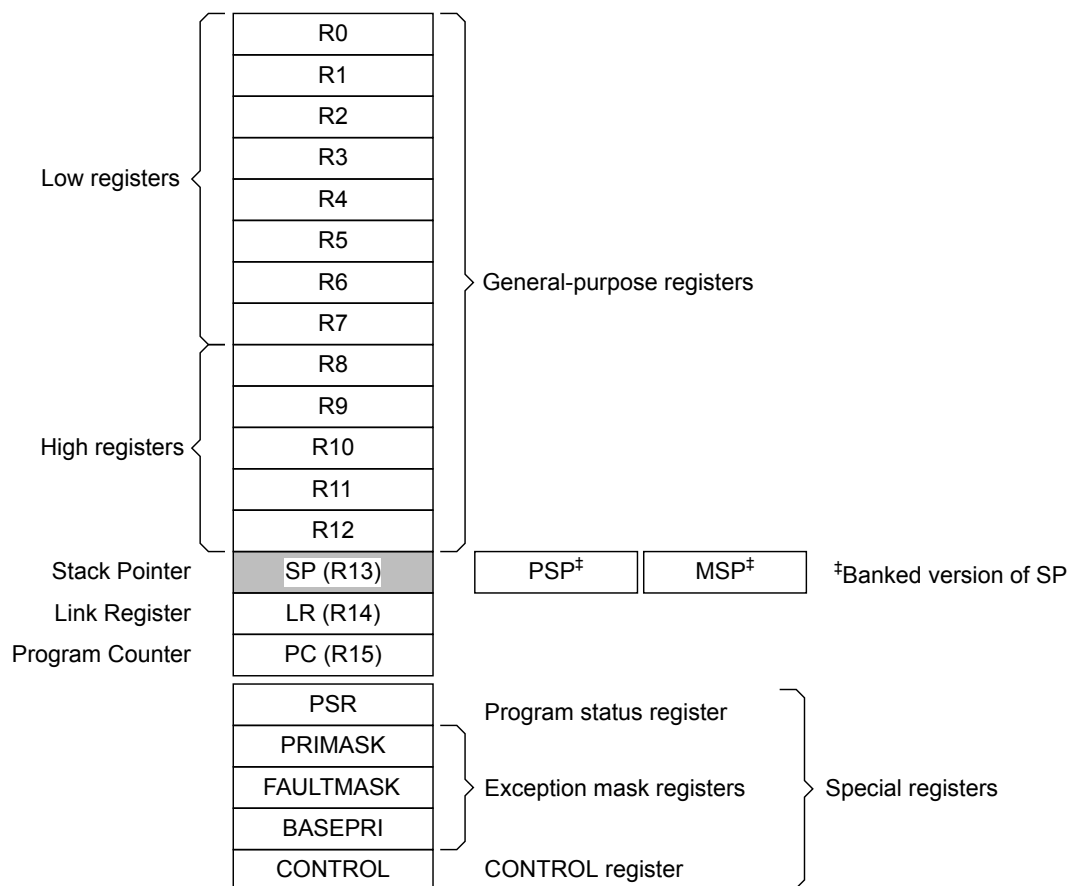 R0
R1
R2
R3
Low registers
R4
R5
R6
General-purpose registers
R7
R8
R9
High registers
R10
R11
R12
Stack Pointer SP (R13) PSP‡ MSP‡ ‡Banked version of SP
Link Register LR (R14)
Program Counter PC (R15)
PSR Program status register
PRIMASK
FAULTMASK Exception mask registers Special registers
BASEPRI
CONTROL CONTROL register